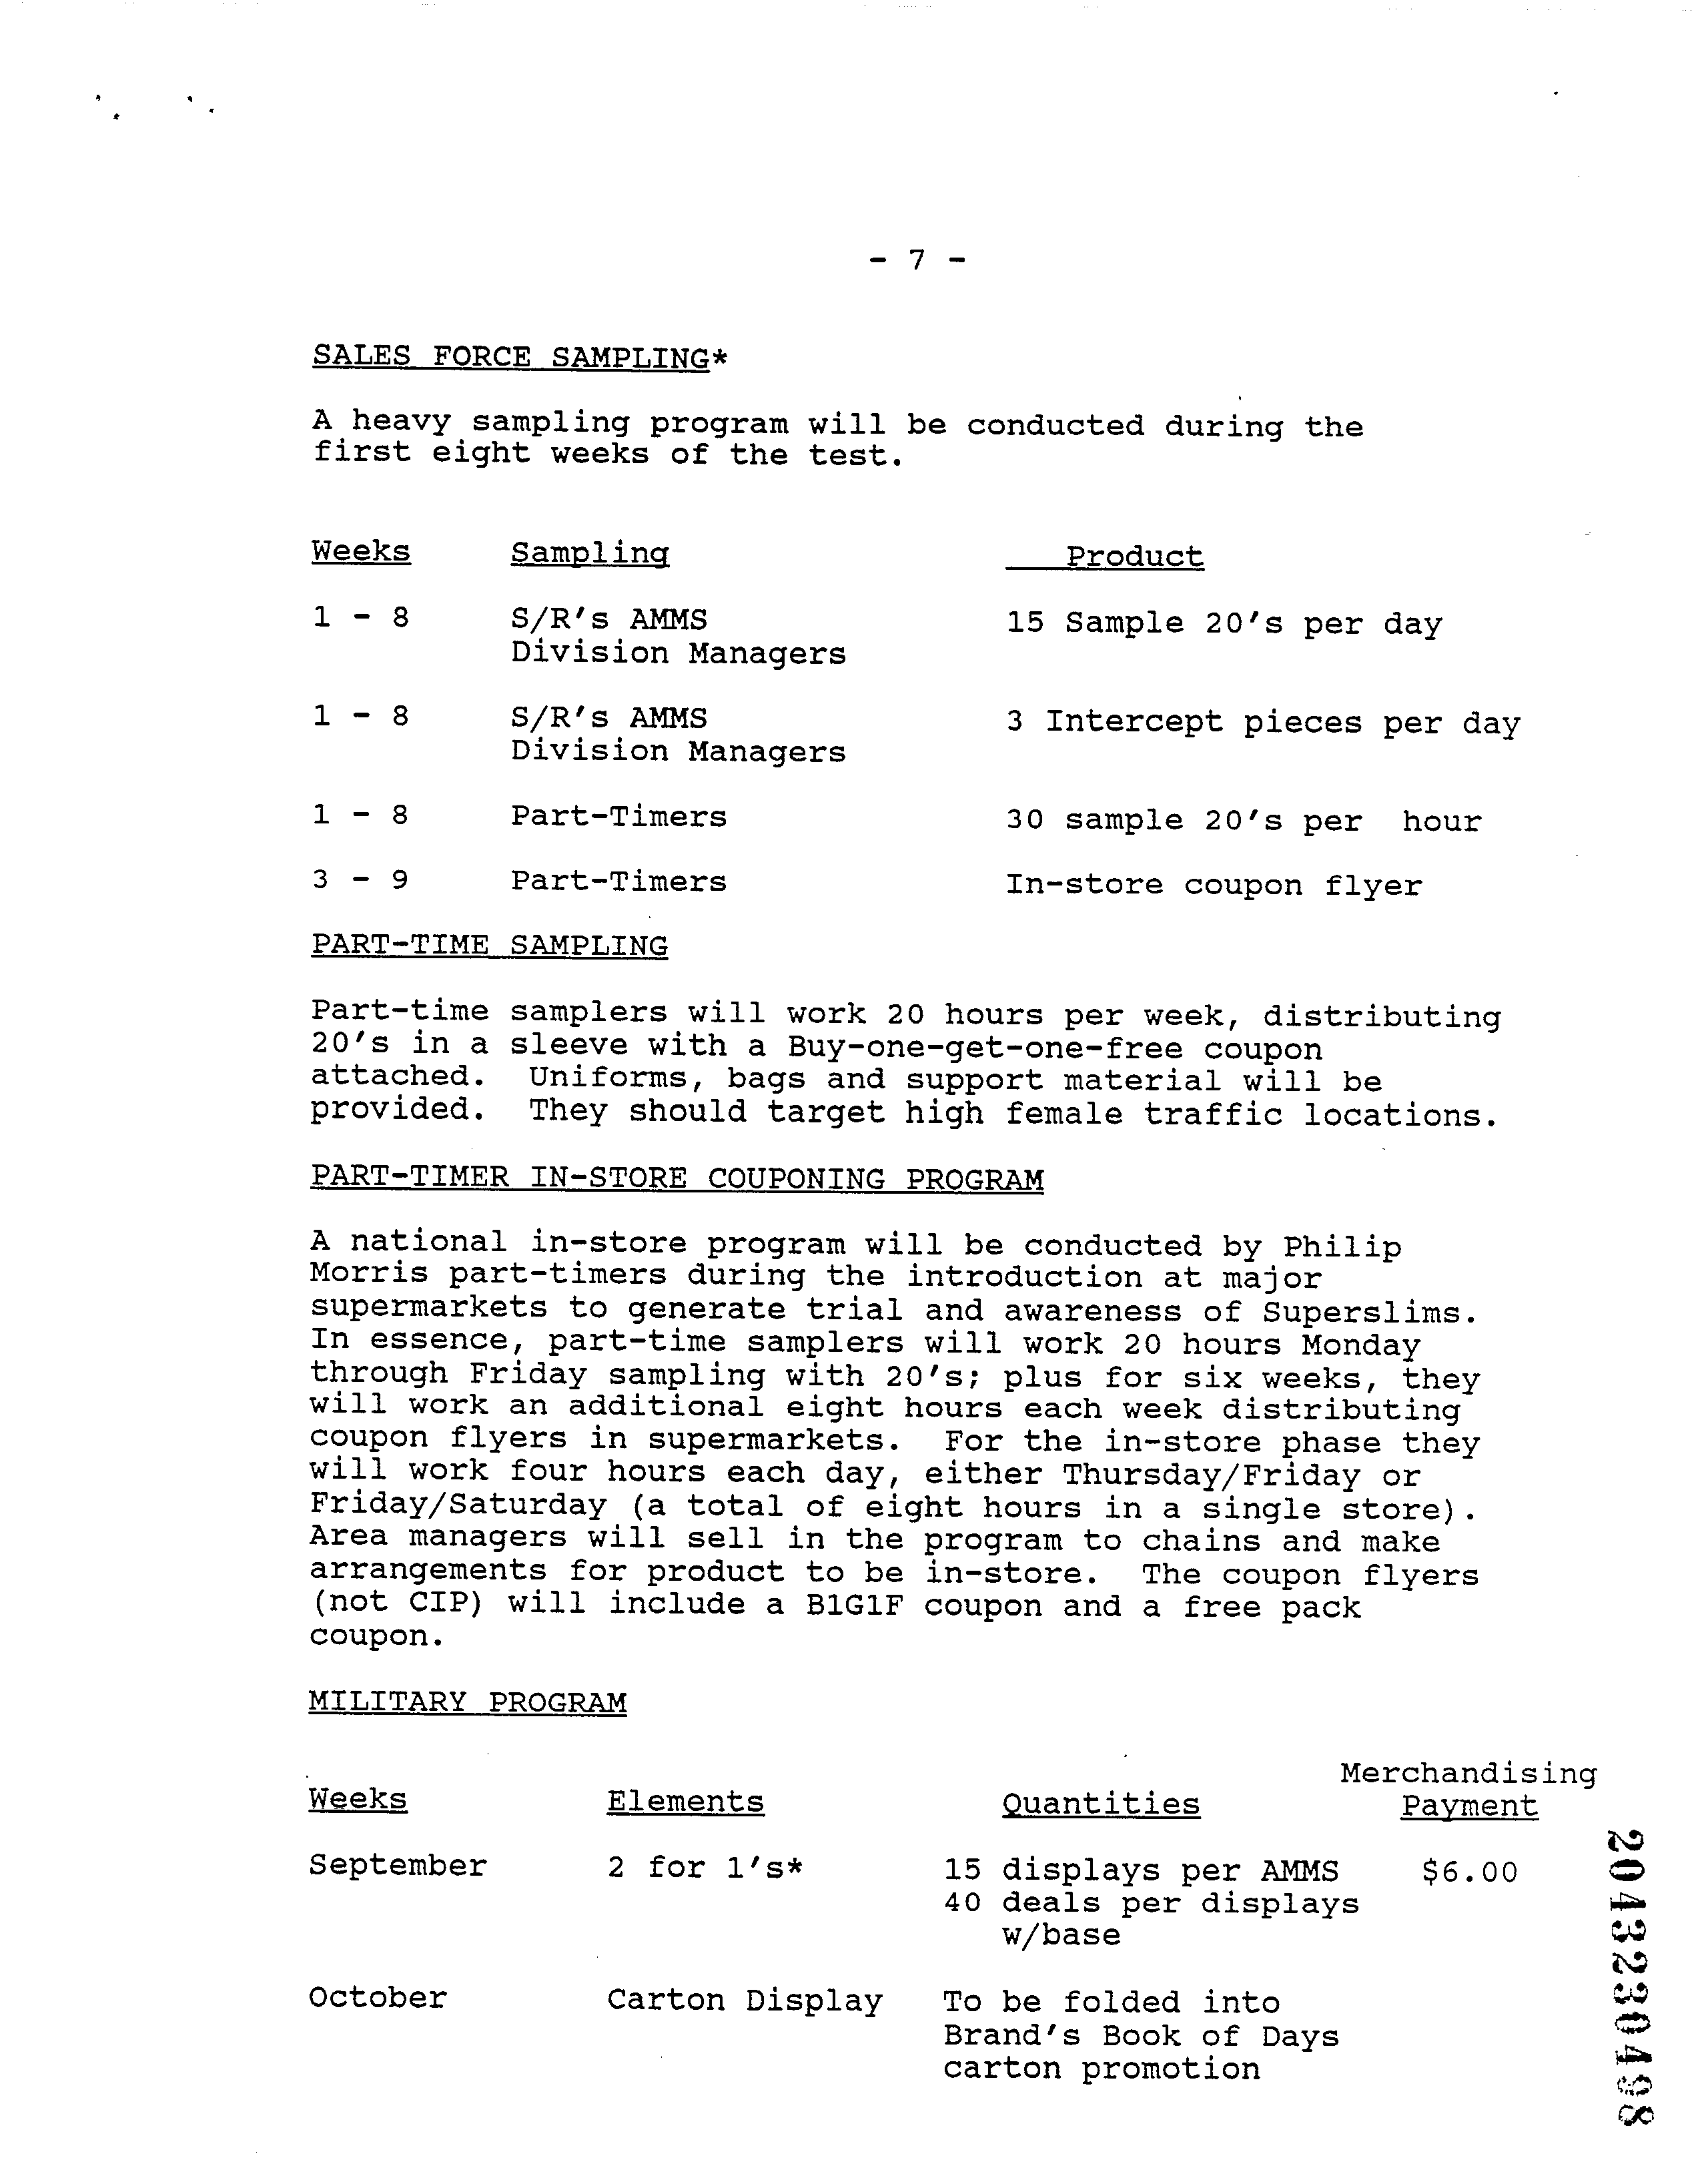 - 7 -
SALES FORCE SAMPLING*
A heavy sampling program will be conducted during the
first eight weeks of the test.
Weeks Sampling Product
1 - 8 S/R's AMMS 15 Sample 20's per day
Division Managers
1 - 8 S/R's AMMS 3 Intercept pieces per day
Division Managers
1 - 8 Part-Timers 30 sample 20's per hour
3 - 9 Part-Timers In-store coupon flyer
PART-TIME SAMPLING
Part-time samplers will work 20 hours per week, distributing
20's in a sleeve with a Buy-one-get-one-free coupon
attached. Uniforms, bags and support material will be
provided. They should target high female traffic locations.
PART-TIMER IN-STORE COUPONING PROGRAM
A national in-store program will be conducted by Philip
Morris part-timers during the introduction at major
supermarkets to generate trial and awareness of Superslims.
In essence, part-time samplers will work 20 hours Monday
through Friday sampling with 20's; plus for six weeks, they
will work an additional eight hours each week distributing
coupon flyers in supermarkets. For the in-store phase they
will work four hours each day, either Thursday/Friday or
Friday/Saturday (a total of eight hours in a single store).
Area managers will sell in the program to chains and make
arrangements for product to be in-store. The coupon flyers
(not CIP) will include a B1G1F coupon and a free pack
coupon.
MILITARY PROGRAM
Merchandising
Weeks Elements Quantities Payment
September 2 for 1's* 15 displays per AMMS $6.00
40 deals per displays
w/base
October Carton Display To be folded into
Brand's Book of Days
carton promotion
2043230498